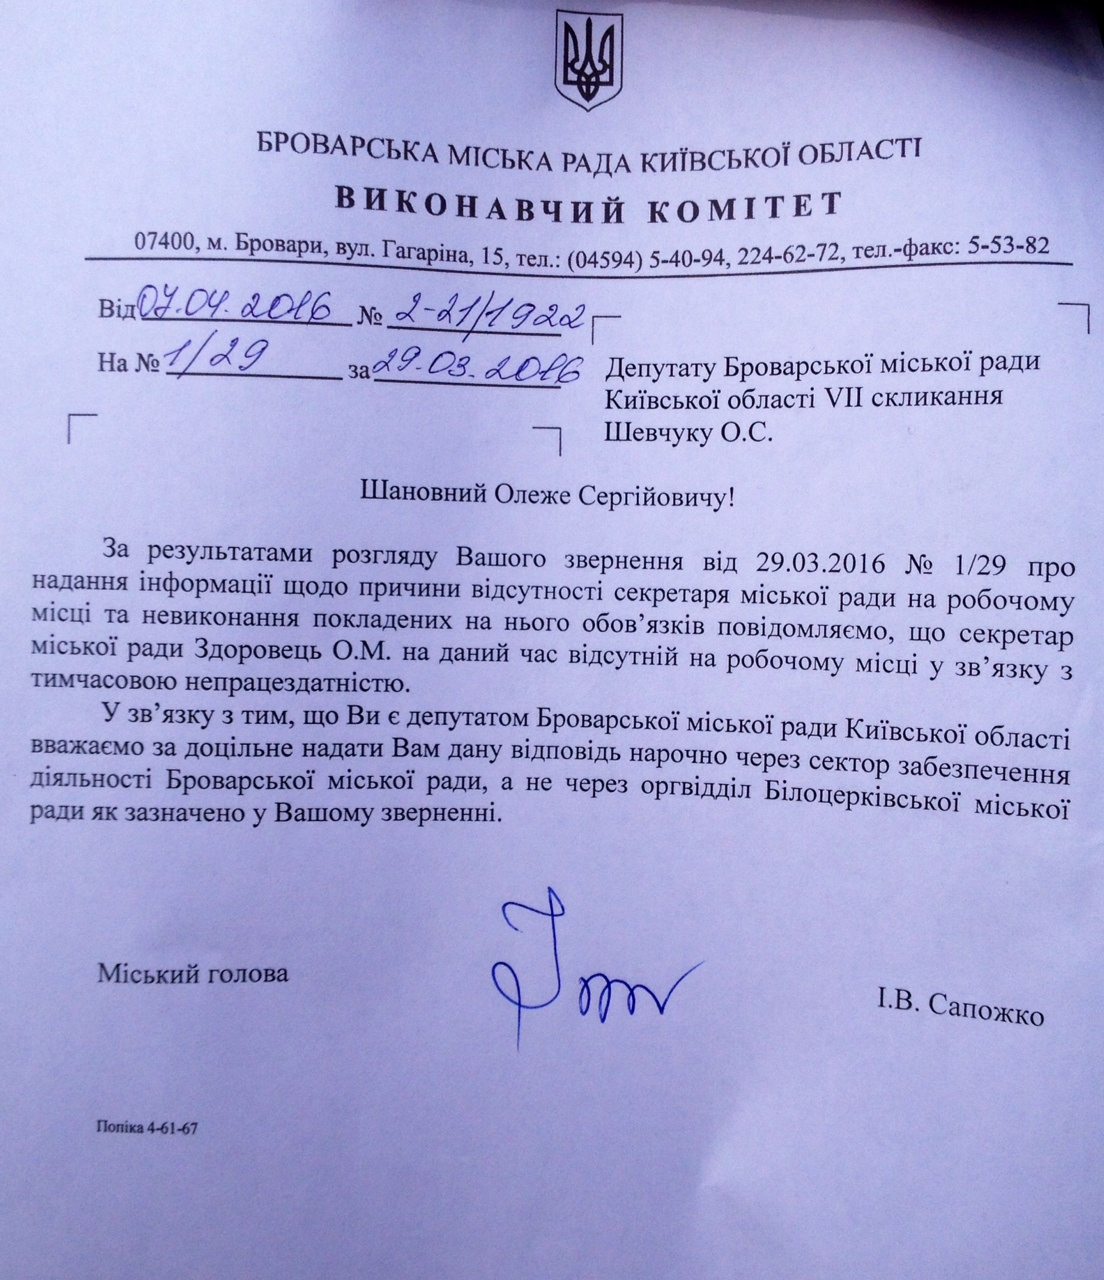 БРОВАРСЬКА МІСЬКА РАДА КИЇВСЬКОЇ ОБЛАСТІ
ВИКОНАВЧИЙ КОМІТЕТ
07400, м. Бровари, вул. Гагаріна, 15, тел.: (04594) 5-40-94, 224-62-72, тел.-факс: 5-53-82
Від 07.04.2016 № 2-21/1922
На № 1/29 за 29.03.2016
Депутату Броварської міської ради
Київської області VII скликання
Шевчуку О.С.
Шановний Олеже Сергійовичу!
За результатами розгляду Вашого звернення від 29.03.2016 № 1/29 про
надання інформації щодо причини відсутності секретаря міської ради на робочому
місці та невиконання покладених на нього обов’язків повідомляємо, що секретар
міської ради Здоровець О.М. на даний час відсутній на робочому місці у зв’язку з
тимчасовою непрацездатністю.
У зв’язку з тим, що Ви є депутатом Броварської міської ради Київської області
вважаємо за доцільне надати Вам дану відповідь нарочно через сектор забезпечення
діяльності Броварської міської ради, а не через оргвідділ Білоцерківської міської
ради як зазначено у Вашому зверненні.
Міський голова
І.В. Сапожко
Попіка 4-61-67